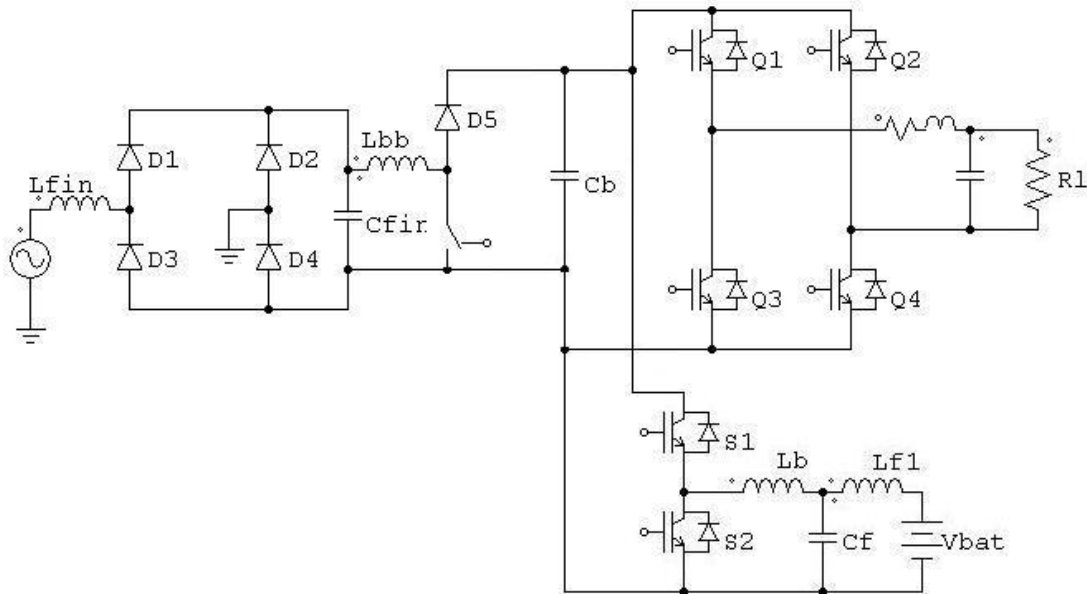 Q1
Q2
D1
D2
Lbb
D5
Lfin
Cfin
Cb
Rl
D3
D4
Q3
Q4
S1
Lb
Lf1
S2
Cf
Vbat